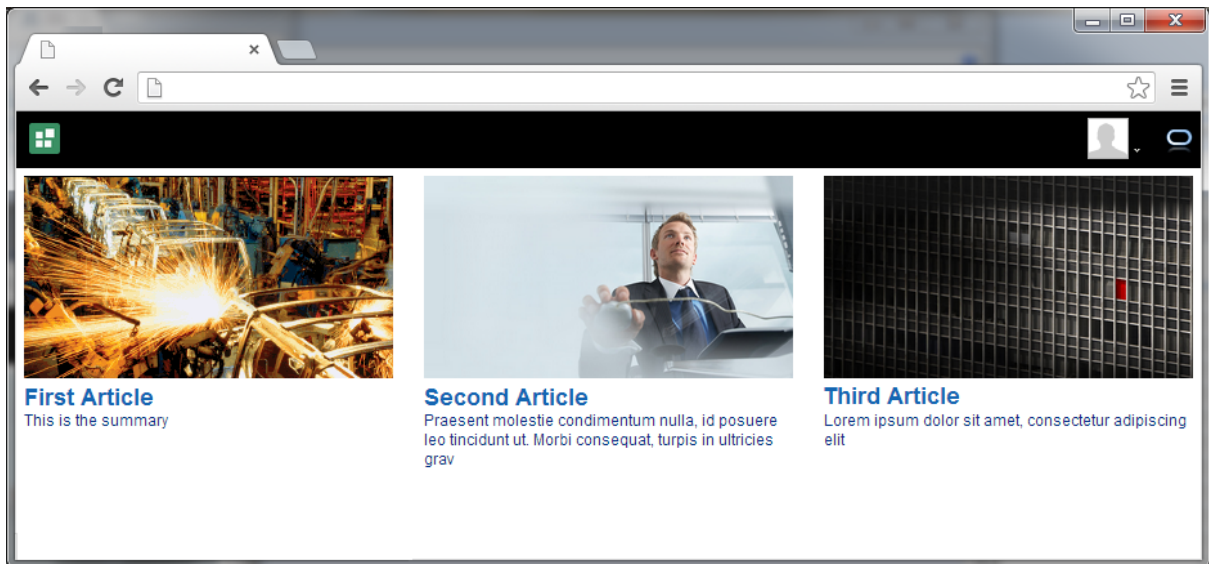 First Article
This is the summary
Second Article
Praesent molestie condimentum nulla, id posuere
leo tincidunt ut. Morbi consequat, turpis in ultricies
grav
Third Article
Lorem ipsum dolor sit amet, consectetur adipiscing
elit